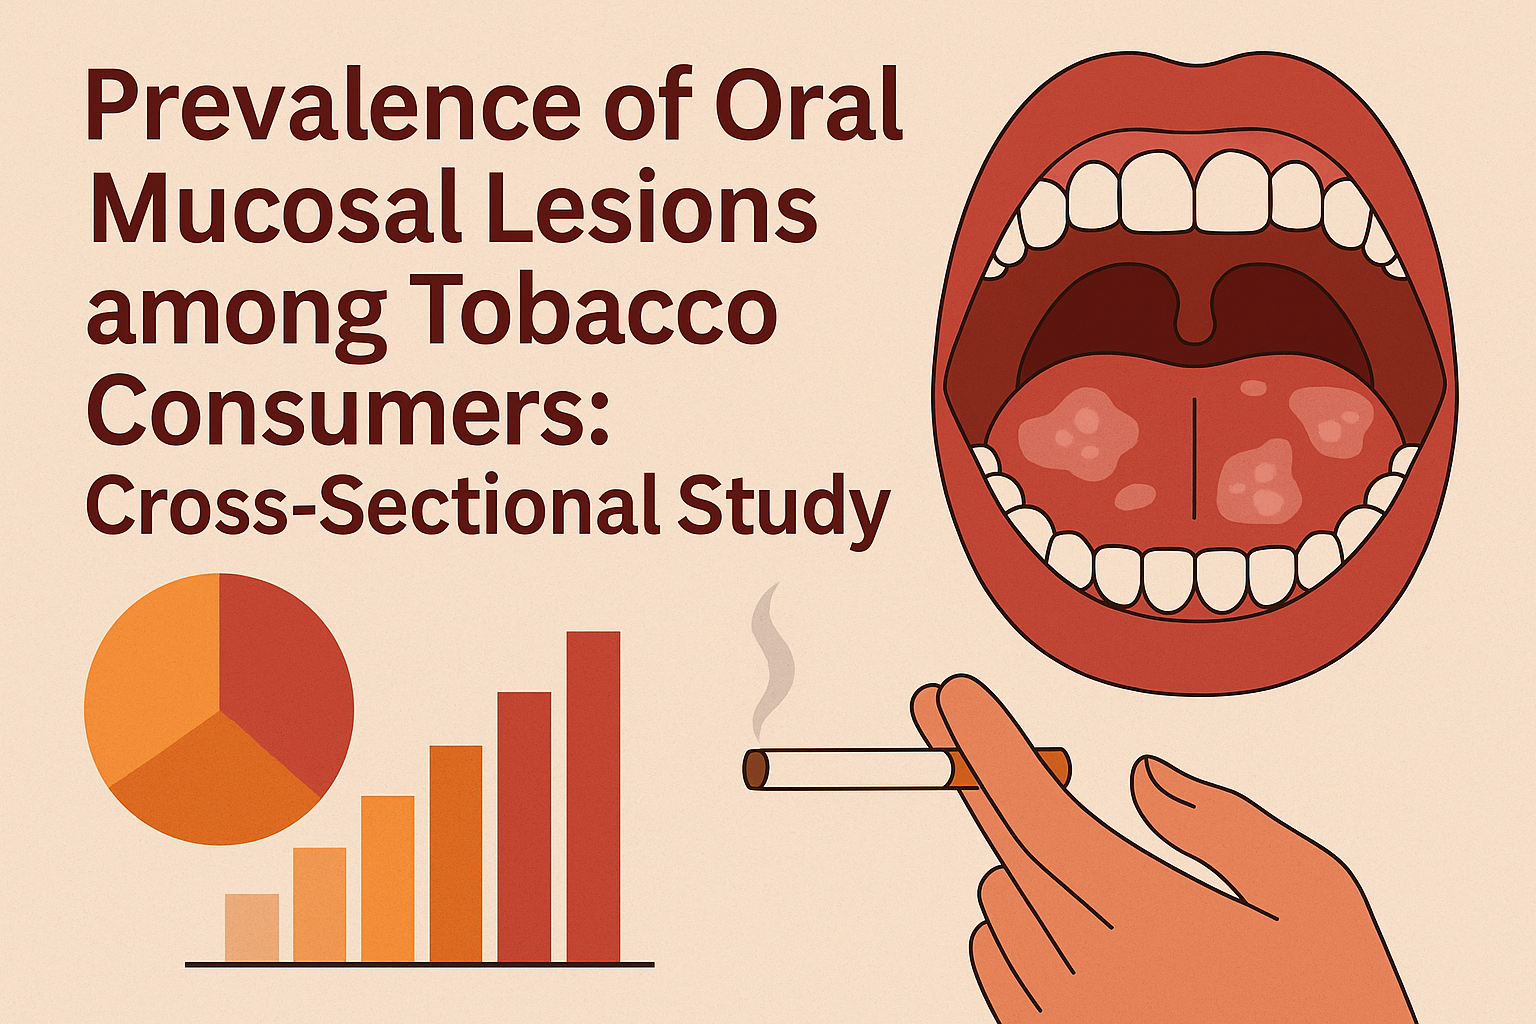 Prevalence of Oral
Mucosal Lesions
among Tobacco
Consumers:
Cross-Sectional Study